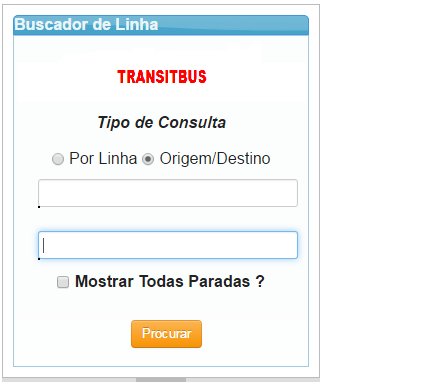 Buscador de Linha
TRANSITBUS
Tipo de Consulta
Por Linha Origem/Destino
Mostrar Todas Paradas ?
Procurar